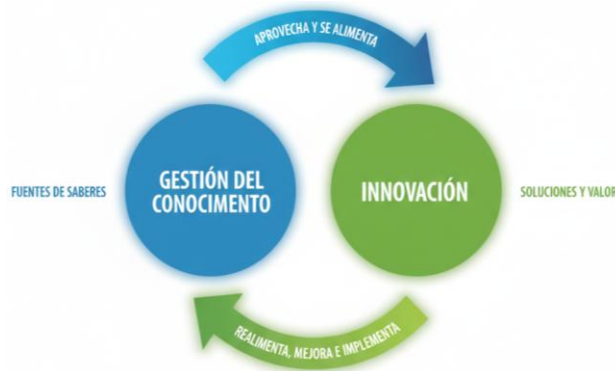 APROVECHA Y SE ALIMENTA
FUENTES DE SABERES
GESTIÓN DEL
CONOCIMENTO
INNOVACIÓN
SOLUCIONES Y VALOR
REALIMENTA, MEJORA E IMPLEMENTA